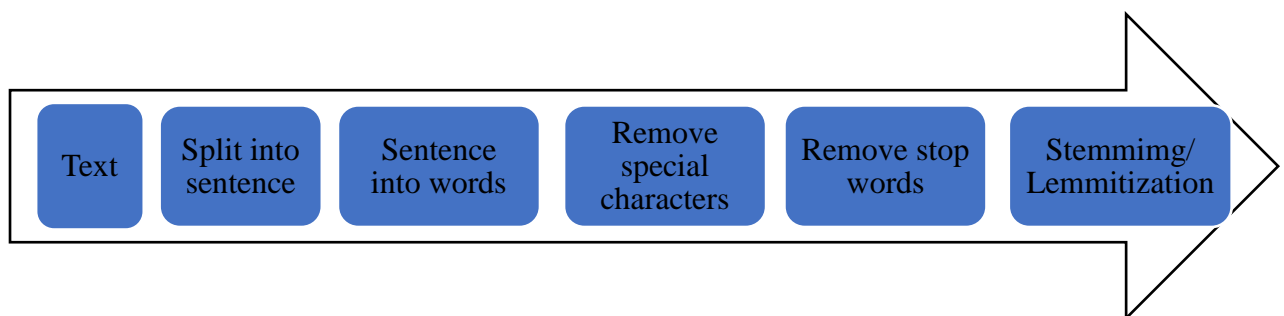 Text
Split into
sentence
Sentence
into words
Remove
special
characters
Remove stop
words
Stemmimg/
Lemmitization